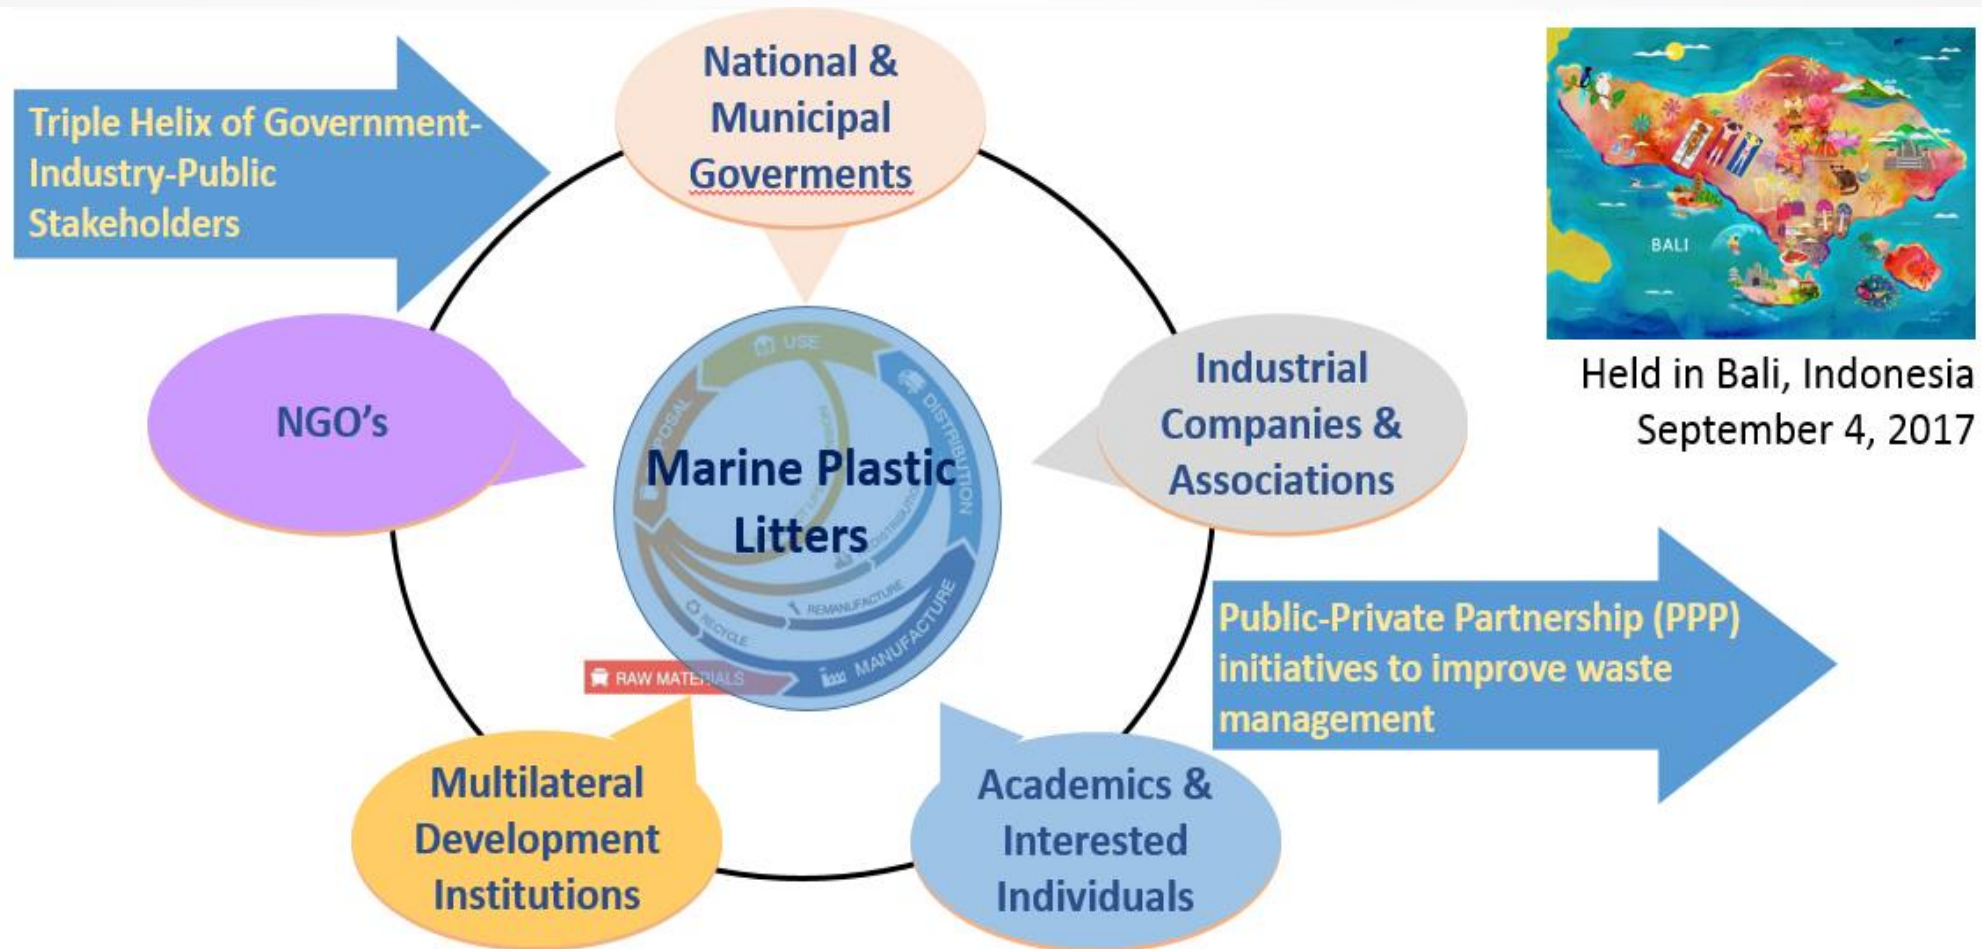 National &
Municipal
Goverments
Triple Helix of Government-
Industry-Public
Stakeholders
BALI
Held in Bali, Indonesia
September 4, 2017
NGO’s
Industrial
Companies &
Associations
USE
DISTRIBUTION
POSAL
Marine Plastic
Litters
REMANUFACTURE
RECYCLE
MANUFACTURE
RAW MATERIALS
Public-Private Partnership (PPP)
initiatives to improve waste
management
Multilateral
Development
Institutions
Academics &
Interested
Individuals